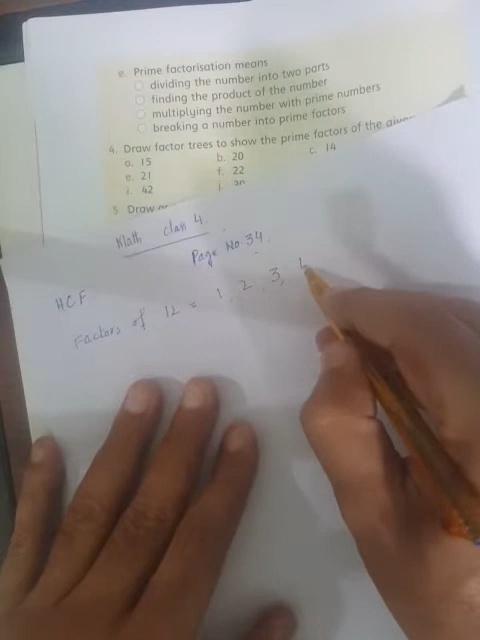 e. Prime factorisation means
dividing the number into two parts
finding the product of the number
multiplying the number with prime numbers
breaking a number into prime factors
4. Draw factor trees to show the prime factors of the
a. 15 b. 20 c. 14
e. 21 f. 22
i. 42
5. Draw
Math class 4.
Page No. 34.
HCF
Factors of 12 = 1, 2, 3,